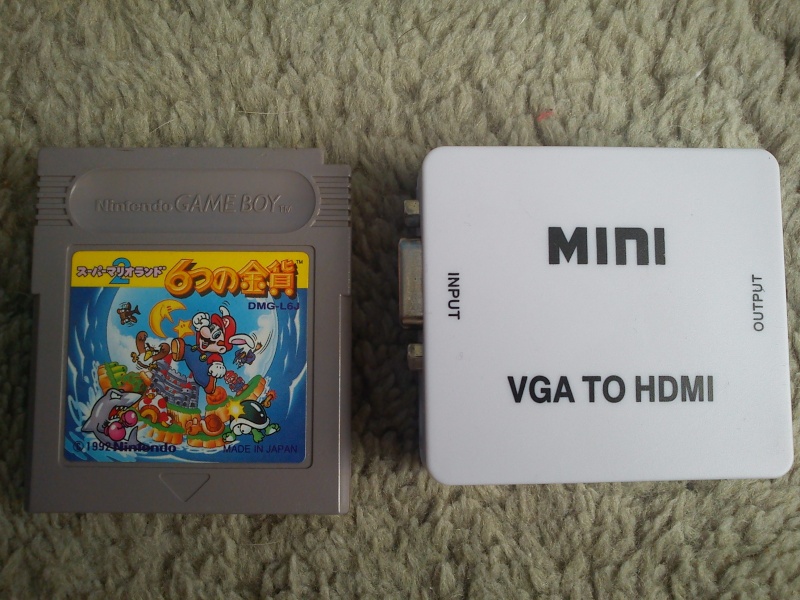 Nintendo GAME BOY TM
スーパーマリオランド2
6つの金貨 TM
DMG-L6J
© 1992 Nintendo
MADE IN JAPAN
MINI
INPUT
OUTPUT
VGA TO HDMI